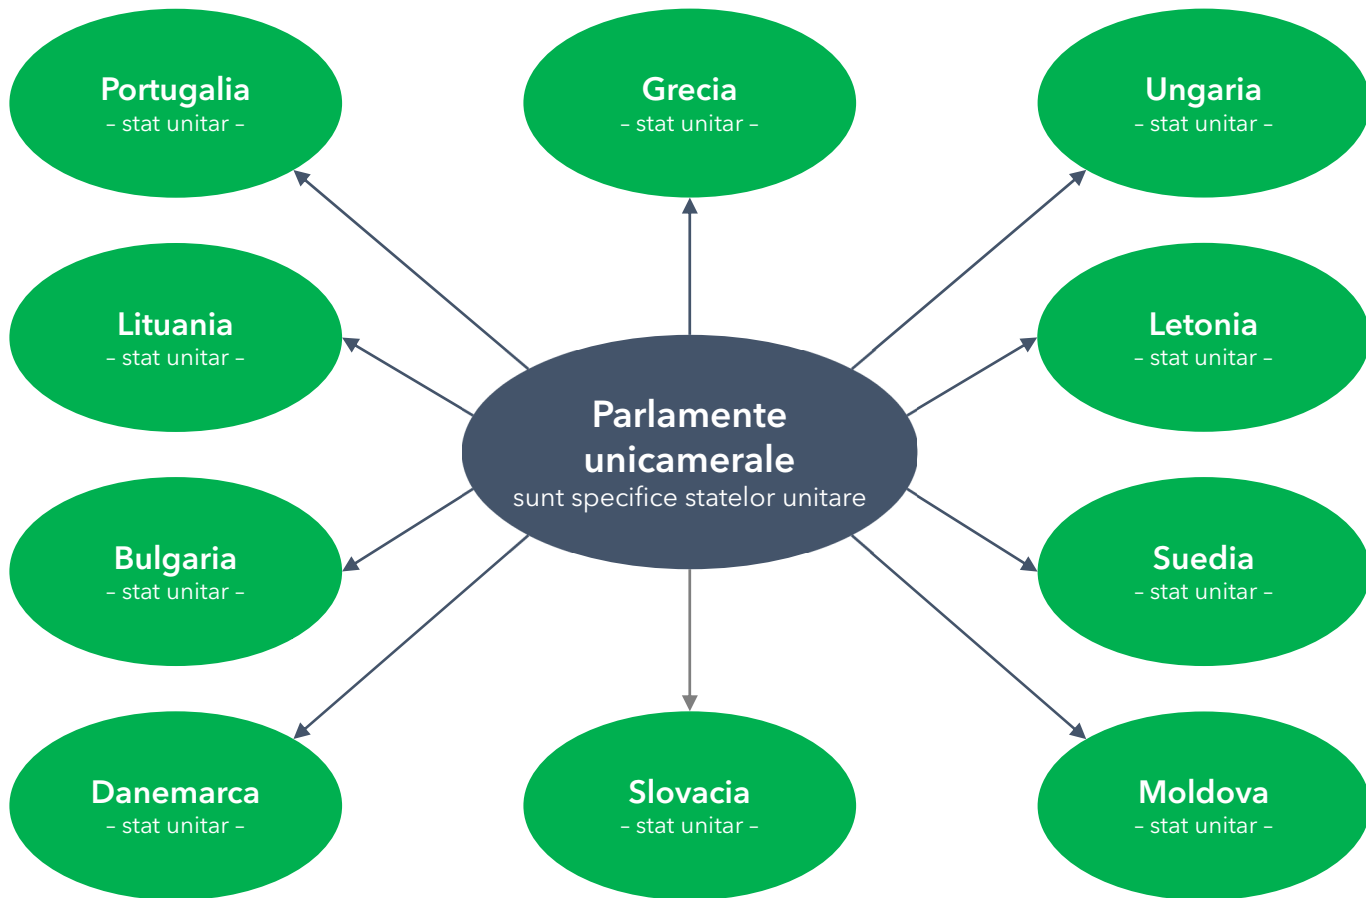 Portugalia
– stat unitar –
Grecia
– stat unitar –
Ungaria
– stat unitar –
Lituania
– stat unitar –
Letonia
– stat unitar –
Parlamente
unicamerale
sunt specifice statelor unitare
Bulgaria
– stat unitar –
Suedia
– stat unitar –
Danemarca
– stat unitar –
Slovacia
– stat unitar –
Moldova
– stat unitar –